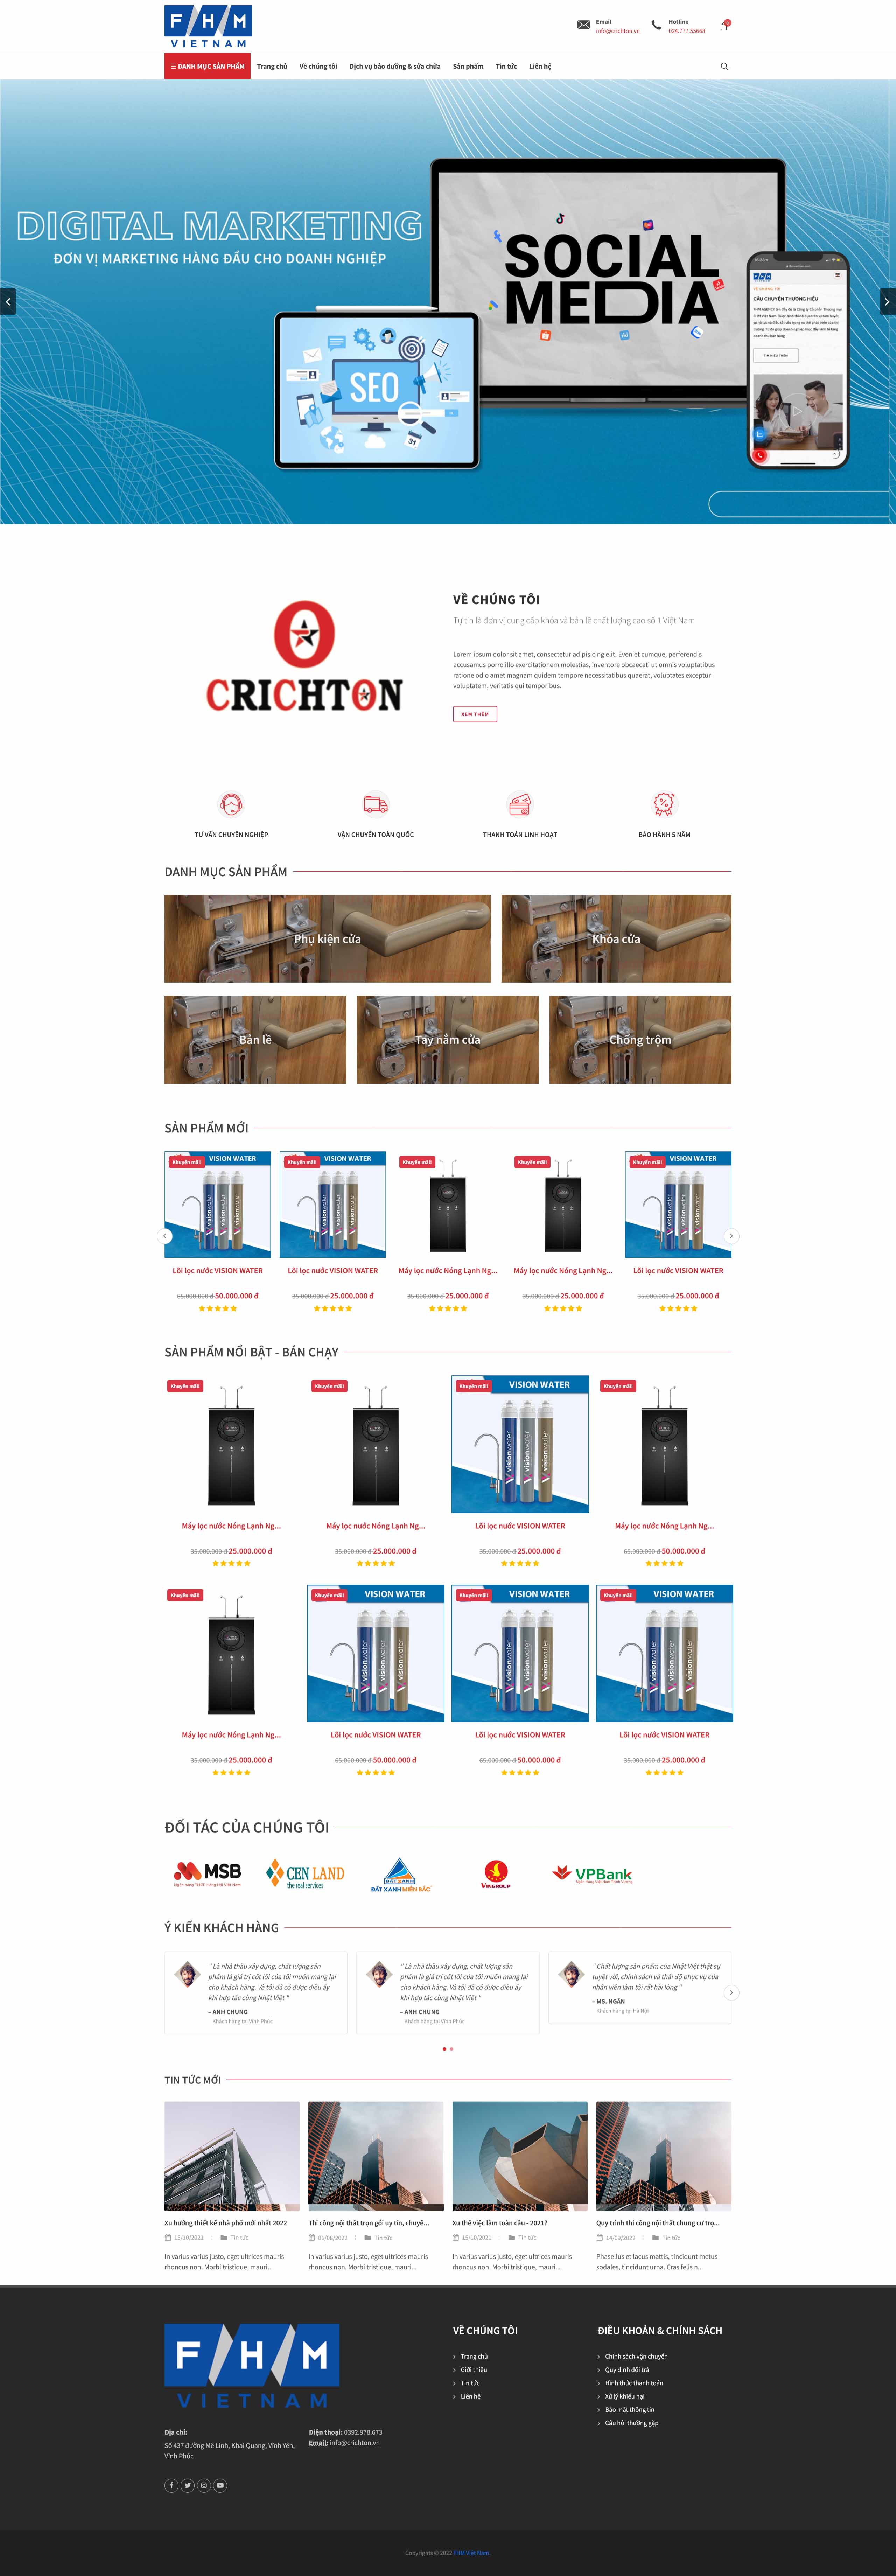 F/H/M
VIETNAM
Email
info@crichton.vn
Hotline
024.777.55668
0
DANH MỤC SẢN PHẨM
Trang chủ
Về chúng tôi
Dịch vụ bảo dưỡng & sửa chữa
Sản phẩm
Tin tức
Liên hệ
DIGITAL MARKETING
ĐƠN VỊ MARKETING HÀNG ĐẦU CHO DOANH NGHIỆP
SOCIAL
MEDIA
SEO
VỀ CHÚNG TÔI
CÂU CHUYỆN THƯƠNG HIỆU
TÌM HIỂU THÊM
CRICHTON
VỀ CHÚNG TÔI
Tự tin là đơn vị cung cấp khóa và bản lề chất lượng cao số 1 Việt Nam
Lorem ipsum dolor sit amet, consectetur adipisicing elit. Eveniet cumque, perferendis
accusamus porro illo exercitationem molestias, inventore obcaecati ut omnis voluptatibus
ratione odio amet magnam quidem tempore necessitatibus quaerat, voluptates excepturi
voluptatem, veritatis qui temporibus.
XEM THÊM
TƯ VẤN CHUYÊN NGHIỆP
VẬN CHUYỂN TOÀN QUỐC
THANH TOÁN LINH HOẠT
BẢO HÀNH 5 NĂM
DANH MỤC SẢN PHẨM
Phụ kiện cửa
Khóa cửa
Bản lề
Tay nắm cửa
Chống trộm
SẢN PHẨM MỚI
Khuyến mãi!
VISION WATER
visionwater
Khuyến mãi!
VISION WATER
visionwater
Khuyến mãi!
Khuyến mãi!
Khuyến mãi!
VISION WATER
visionwater
Lõi lọc nước VISION WATER
65.000.000 đ 50.000.000 đ
Lõi lọc nước VISION WATER
35.000.000 đ 25.000.000 đ
Máy lọc nước Nóng Lạnh Ng...
35.000.000 đ 25.000.000 đ
Máy lọc nước Nóng Lạnh Ng...
35.000.000 đ 25.000.000 đ
Lõi lọc nước VISION WATER
35.000.000 đ 25.000.000 đ
SẢN PHẨM NỔI BẬT - BÁN CHẠY
Khuyến mãi!
Khuyến mãi!
Khuyến mãi!
VISION WATER
visionwater
Khuyến mãi!
Máy lọc nước Nóng Lạnh Ng...
35.000.000 đ 25.000.000 đ
Máy lọc nước Nóng Lạnh Ng...
35.000.000 đ 25.000.000 đ
Lõi lọc nước VISION WATER
35.000.000 đ 25.000.000 đ
Máy lọc nước Nóng Lạnh Ng...
65.000.000 đ 50.000.000 đ
Khuyến mãi!
Khuyến mãi!
VISION WATER
visionwater
Khuyến mãi!
VISION WATER
visionwater
Khuyến mãi!
VISION WATER
visionwater
Máy lọc nước Nóng Lạnh Ng...
35.000.000 đ 25.000.000 đ
Lõi lọc nước VISION WATER
65.000.000 đ 50.000.000 đ
Lõi lọc nước VISION WATER
65.000.000 đ 50.000.000 đ
Lõi lọc nước VISION WATER
35.000.000 đ 25.000.000 đ
ĐỐI TÁC CỦA CHÚNG TÔI
MSB
Ngân hàng TMCP Hàng Hải Việt Nam
CEN LAND
the real services
ĐẤT XANH
ĐẤT XANH MIỀN BẮC
VINGROUP
VPBank
Ngân hàng Việt Nam Thịnh Vượng
Ý KIẾN KHÁCH HÀNG
" Là nhà thầu xây dựng, chất lượng sản
phẩm là giá trị cốt lõi của tôi muốn mang lại
cho khách hàng. Và tôi đã có được điều ấy
khi hợp tác cùng Nhật Việt "
– ANH CHUNG
Khách hàng tại Vĩnh Phúc
" Là nhà thầu xây dựng, chất lượng sản
phẩm là giá trị cốt lõi của tôi muốn mang lại
cho khách hàng. Và tôi đã có được điều ấy
khi hợp tác cùng Nhật Việt "
– ANH CHUNG
Khách hàng tại Vĩnh Phúc
" Chất lượng sản phẩm của Nhật Việt thật sự
tuyệt vời, chính sách và thái độ phục vụ của
nhân viên làm tôi rất hài lòng "
– MS. NGÂN
Khách hàng tại Hà Nội
TIN TỨC MỚI
Xu hướng thiết kế nhà phố mới nhất 2022
15/10/2021
Tin tức
In varius varius justo, eget ultrices mauris
rhoncus non. Morbi tristique, mauri...
Thi công nội thất trọn gói uy tín, chuyê...
06/08/2022
Tin tức
In varius varius justo, eget ultrices mauris
rhoncus non. Morbi tristique, mauri...
Xu thế việc làm toàn cầu - 2021?
15/10/2021
Tin tức
In varius varius justo, eget ultrices mauris
rhoncus non. Morbi tristique, mauri...
Quy trình thi công nội thất chung cư trọ...
14/09/2022
Tin tức
Phasellus et lacus mattis, tincidunt metus
sodales, tincidunt urna. Cras felis n...
F/H/M
VIETNAM
Địa chỉ:
Số 437 đường Mê Linh, Khai Quang, Vĩnh Yên,
Vĩnh Phúc
Điện thoại: 0392.978.673
Email: info@crichton.vn
VỀ CHÚNG TÔI
Trang chủ
Giới thiệu
Tin tức
Liên hệ
ĐIỀU KHOẢN & CHÍNH SÁCH
Chính sách vận chuyển
Quy định đổi trả
Hình thức thanh toán
Xử lý khiếu nại
Bảo mật thông tin
Câu hỏi thường gặp
Copyrights © 2022 FHM Việt Nam.